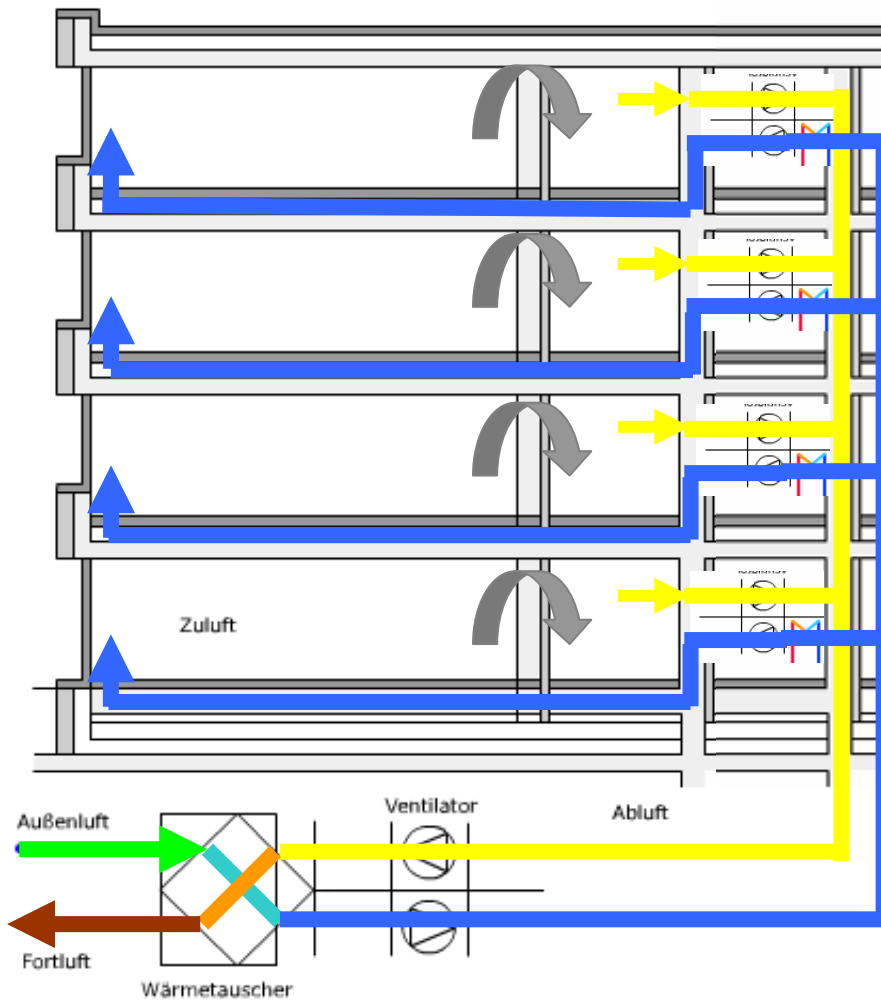 Zuluft
Ventilator
Abluft
Außenluft
Fortluft
Wärmetauscher